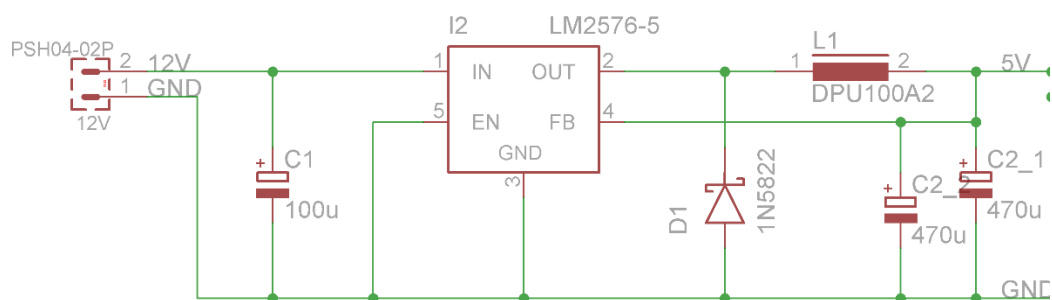 I2 LM2576-5
PSH04-02P
L1
2 12V 1 IN OUT 2 1 2 5V
1 GND
DPU100A2
12V
5 EN FB 4
GND
C1 C2_1
3 C2_2
100u D1 1N5822 470u
470u
GND